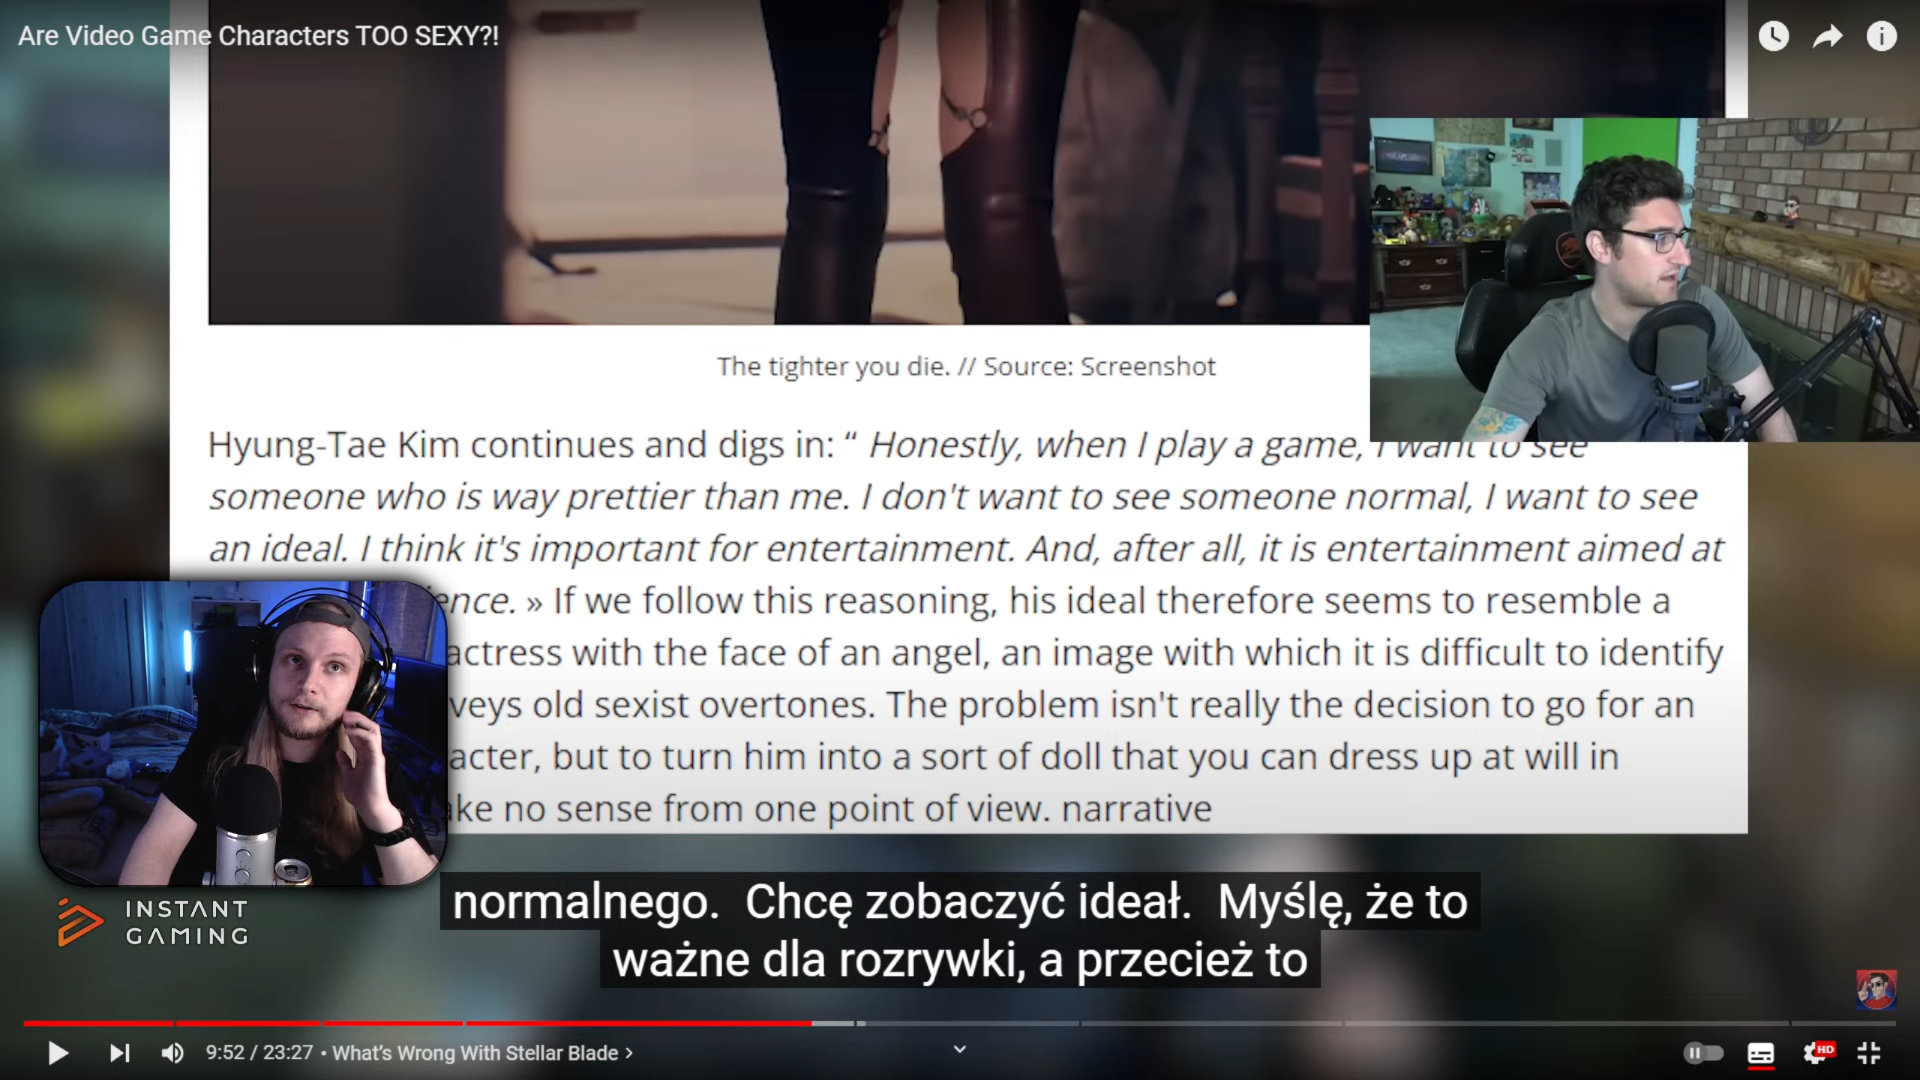 Are Video Game Characters TOO SEXY?!
The tighter you die. // Source: Screenshot
Hyung-Tae Kim continues and digs in: “ Honestly, when I play a game, I want to see
someone who is way prettier than me. I don't want to see someone normal, I want to see
an ideal. I think it's important for entertainment. And, after all, it is entertainment aimed at
ence. » If we follow this reasoning, his ideal therefore seems to resemble a
actress with the face of an angel, an image with which it is difficult to identify
veys old sexist overtones. The problem isn't really the decision to go for an
acter, but to turn him into a sort of doll that you can dress up at will in
ke no sense from one point of view. narrative
INSTANT
GAMING
normalnego. Chcę zobaczyć ideał. Myślę, że to
ważne dla rozrywki, a przecież to
9:52 / 23:27 • What's Wrong With Stellar Blade >
HD